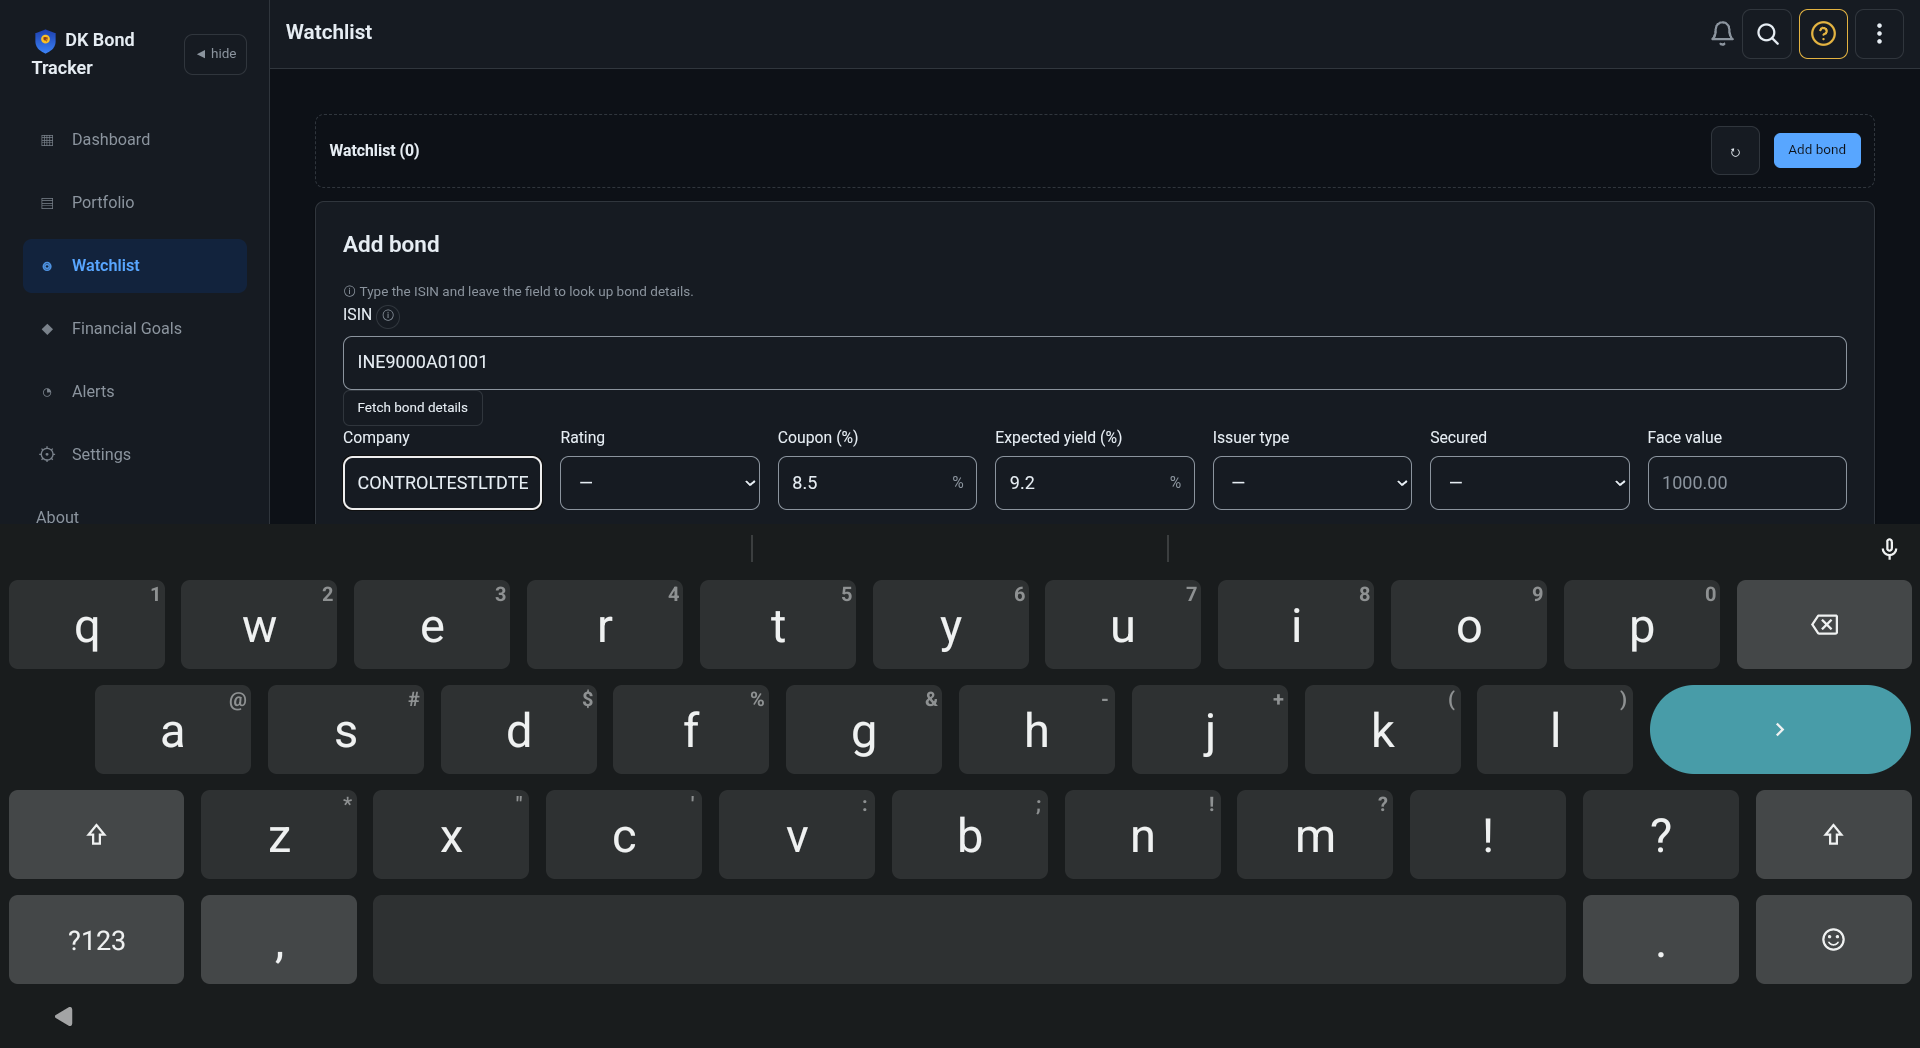 DK Bond
Tracker
◄ hide
Dashboard
Portfolio
Watchlist
Financial Goals
Alerts
Settings
About
Watchlist
Watchlist (0)
Add bond
Add bond
ⓘ Type the ISIN and leave the field to look up bond details.
ISIN ⓘ
INE9000A01001
Fetch bond details
Company Rating Coupon (%) Expected yield (%) Issuer type Secured Face value
CONTROLTESTLTDTE — 8.5 % 9.2 % — — 1000.00
1 2 3 4 5 6 7 8 9 0
q w e r t y u i o p
@ # $ % & - + ( )
a s d f g h j k l
* " ' : ; ! ?
z x c v b n m ! ?
?123 , .